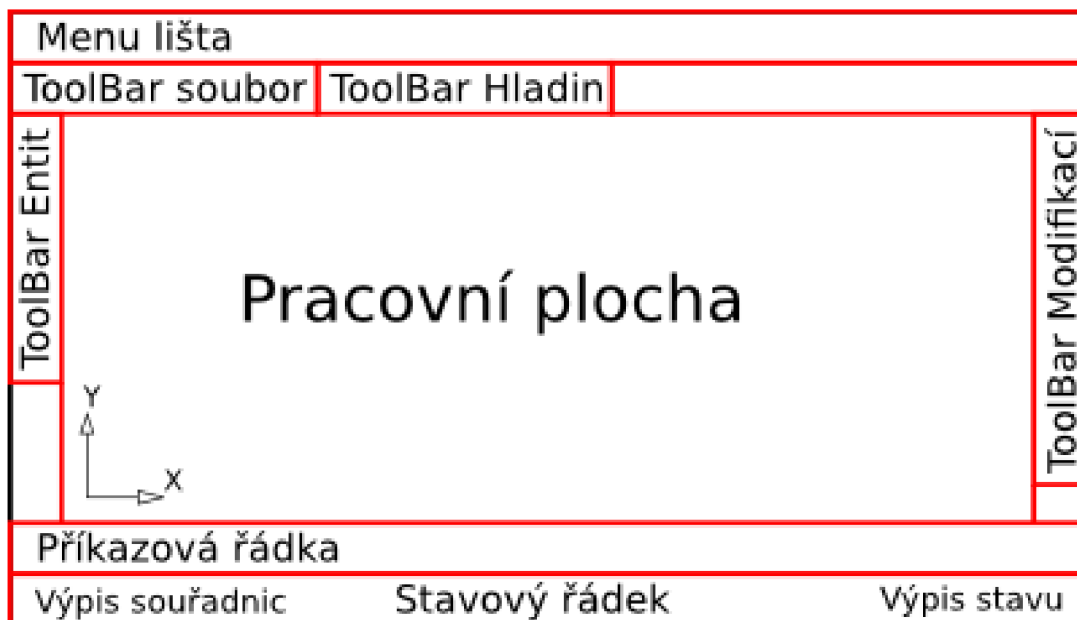 Menu lišta
ToolBar soubor
ToolBar Hladin
ToolBar Entit
Pracovní plocha
ToolBar Modifikací
Y
X
Příkazová řádka
Výpis souřadnic
Stavový řádek
Výpis stavu